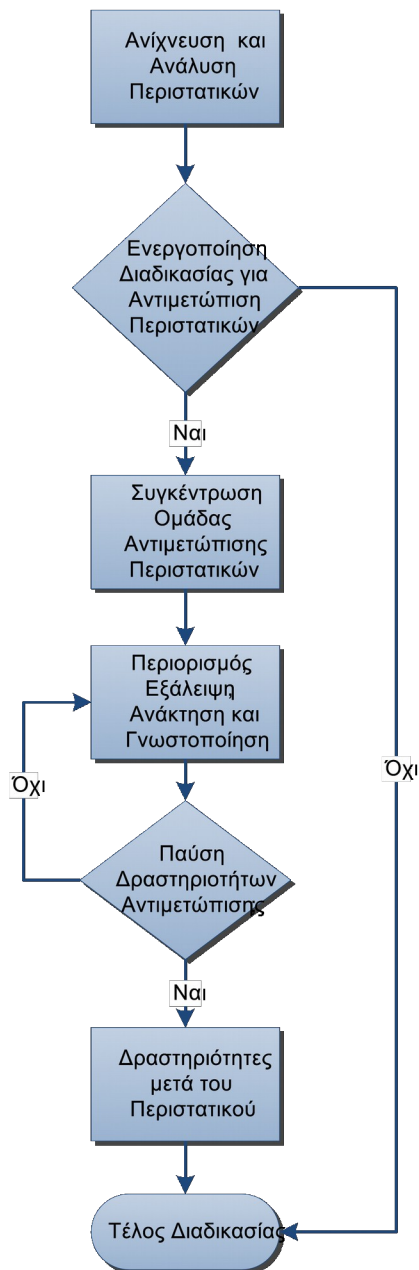 Ανίχνευση και
Ανάλυση
Περιστατικών
Ενεργοποίηση
Διαδικασίας για
Αντιμετώπιση
Περιστατικών
Ναι
Συγκέντρωση
Ομάδας
Αντιμετώπισης
Περιστατικών
Περιορισμός
Εξάλειψη,
Ανάκτηση και
Γνωστοποίηση
Όχι
Όχι
Παύση
Δραστηριοτήτων
Αντιμετώπισης;
Ναι
Δραστηριότητες
μετά του
Περιστατικού
Τέλος Διαδικασίας